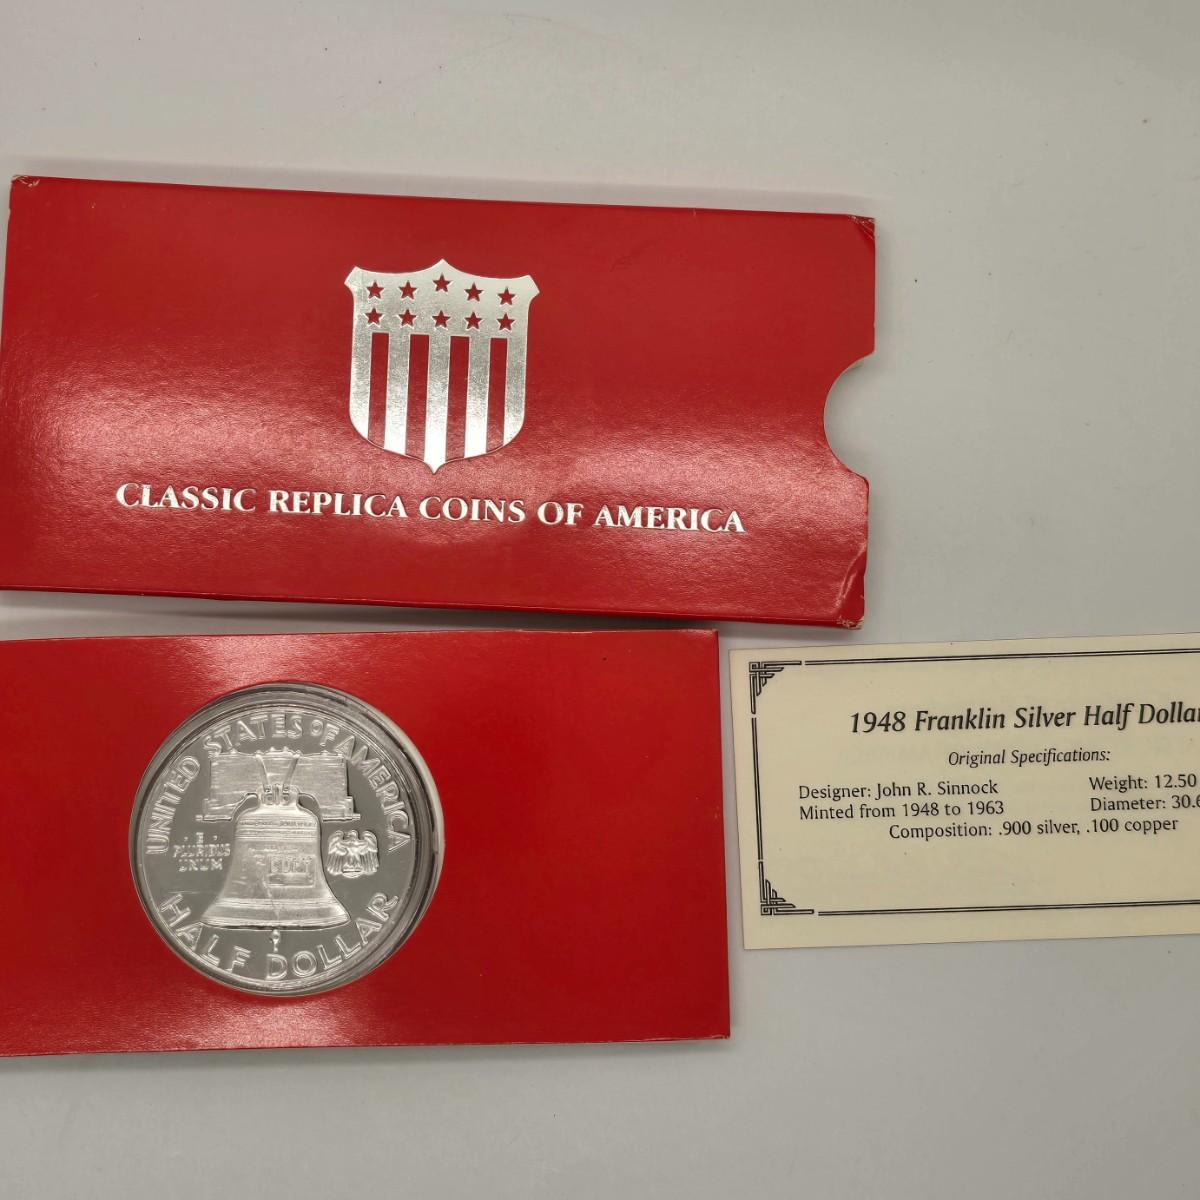 CLASSIC REPLICA COINS OF AMERICA
UNITED STATES OF AMERICA
E
PLURIBUS
UNUM
COPY
HALF DOLLAR
1948 Franklin Silver Half Dollar
Original Specifications:
Designer: John R. Sinnock
Weight: 12.50
Minted from 1948 to 1963
Diameter: 30.6
Composition: .900 silver, .100 copper